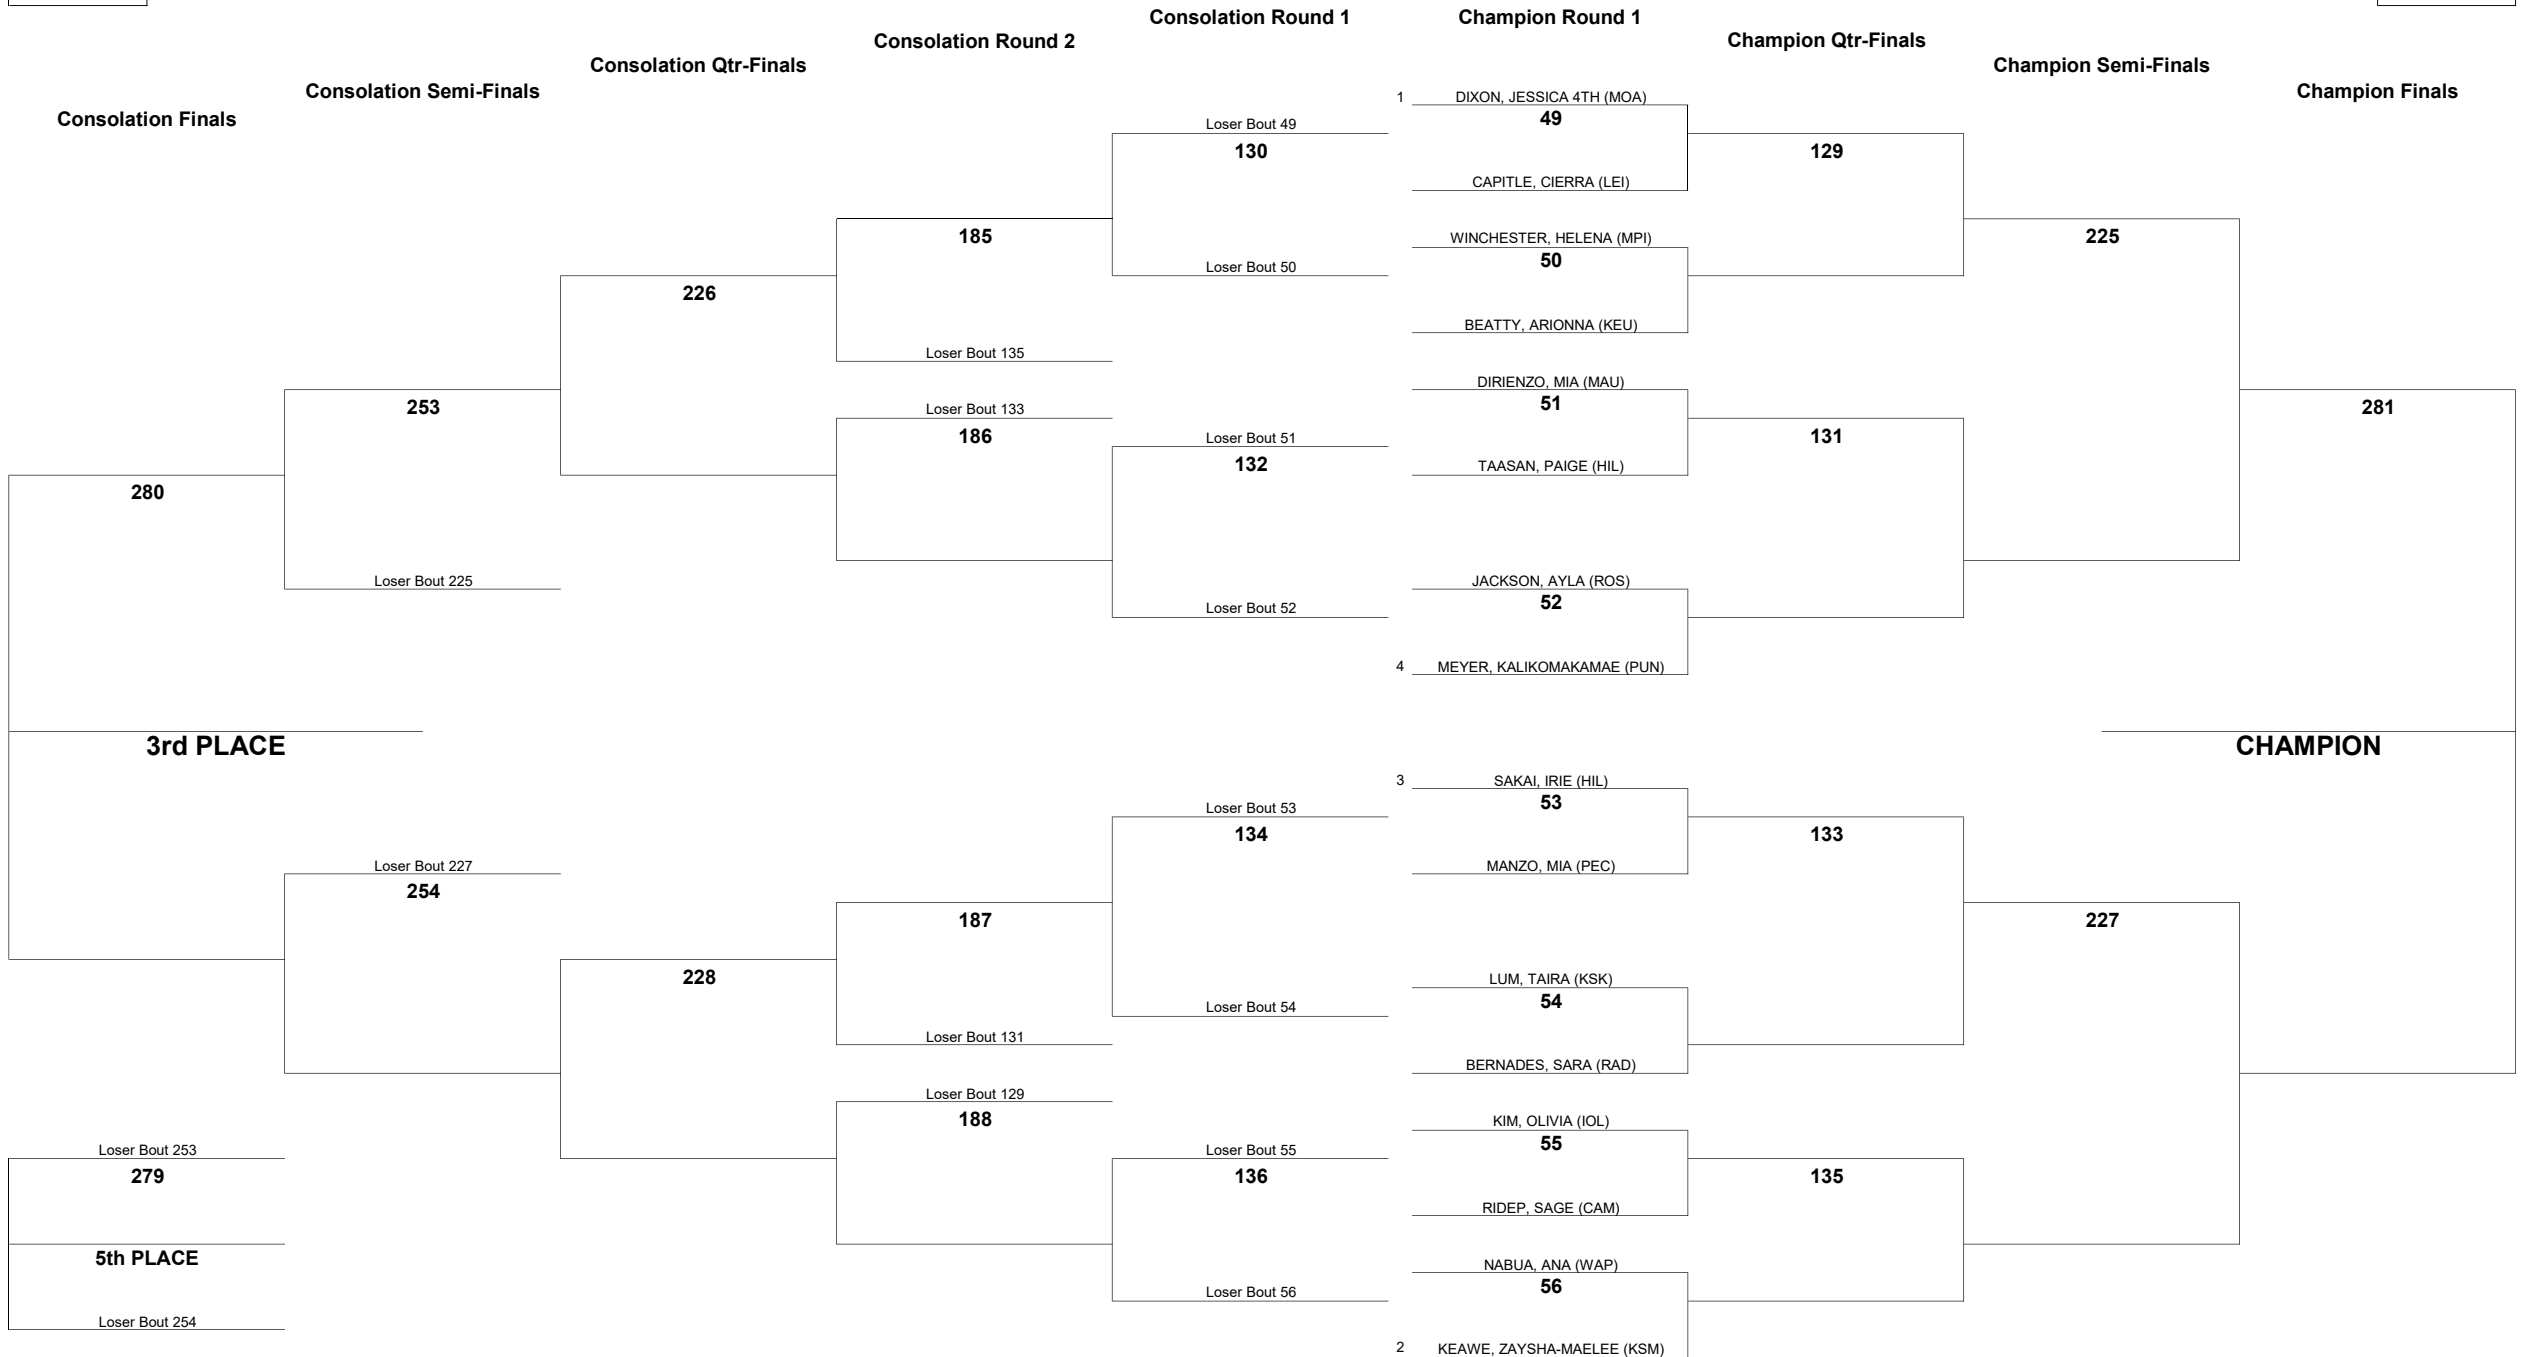 Consolation Round 1
Champion Round 1
Consolation Round 2
Champion Qtr-Finals
Consolation Qtr-Finals
Champion Semi-Finals
Consolation Semi-Finals
Champion Finals
Consolation Finals
1 DIXON, JESSICA 4TH (MOA)
49
Loser Bout 49
130
129
CAPITLE, CIERRA (LEI)
185
WINCHESTER, HELENA (MPI)
225
50
Loser Bout 50
226
BEATTY, ARIONNA (KEU)
Loser Bout 135
DIRIENZO, MIA (MAU)
253
Loser Bout 133
51
281
186
Loser Bout 51
131
132
TAASAN, PAIGE (HIL)
280
Loser Bout 225
JACKSON, AYLA (ROS)
52
Loser Bout 52
4 MEYER, KALIKOMAKAMAE (PUN)
3rd PLACE
CHAMPION
3 SAKAI, IRIE (HIL)
53
Loser Bout 53
134
133
Loser Bout 227
MANZO, MIA (PEC)
254
187
227
228
LUM, TAIRA (KSK)
54
Loser Bout 54
Loser Bout 131
BERNADES, SARA (RAD)
Loser Bout 129
188
KIM, OLIVIA (IOL)
55
Loser Bout 253
Loser Bout 55
279
136
135
RIDEP, SAGE (CAM)
5th PLACE
NABUA, ANA (WAP)
56
Loser Bout 56
Loser Bout 254
2 KEAWE, ZAYSHA-MAELEE (KSM)